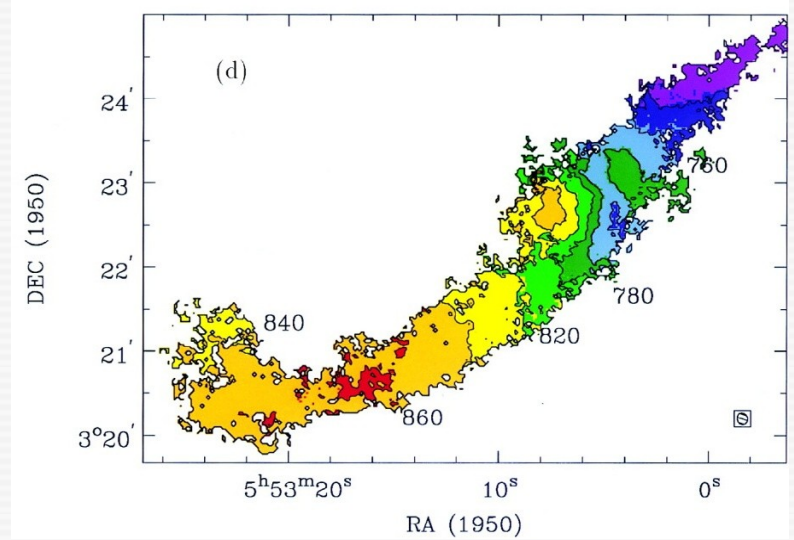 (d)
24′
23′
22′
21′
3°20′
DEC (1950)
760
780
820
840
860
5ʰ53ᵐ20ˢ
10ˢ
0ˢ
RA (1950)